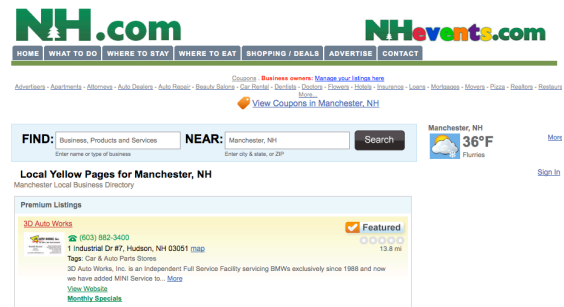 NH.com
NHevents.com
HOME WHAT TO DO WHERE TO STAY WHERE TO EAT SHOPPING / DEALS ADVERTISE CONTACT
Coupons . Business owners: Manage your listings here
Advertisers - Apartments - Attorneys - Auto Dealers - Auto Repair - Beauty Salons - Car Rental - Dentists - Doctors - Flowers - Hotels - Insurance - Loans - Mortgages - Movers - Pizza - Realtors - Restaura
More...
View Coupons in Manchester, NH
FIND: Business, Products and Services NEAR: Manchester, NH Search
Enter name or type of business Enter city & state, or ZIP
Manchester, NH
36°F
Flurries
More
Sign In
Local Yellow Pages for Manchester, NH
Manchester Local Business Directory
Premium Listings
3D Auto Works
Featured
(603) 882-3400
1 Industrial Dr #7, Hudson, NH 03051 map
13.8 mi
Tags: Car & Auto Parts Stores
3D Auto Works, Inc. is an Independent Full Service Facility servicing BMWs exclusively since 1988 and now
we have added MINI Service to... More
View Website
Monthly Specials